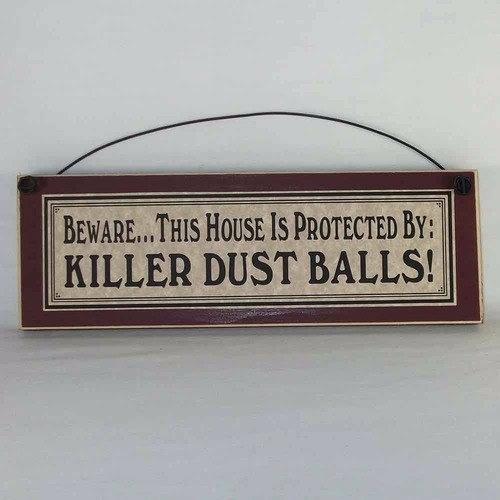 Beware...This House Is Protected By:
Killer Dust Balls!